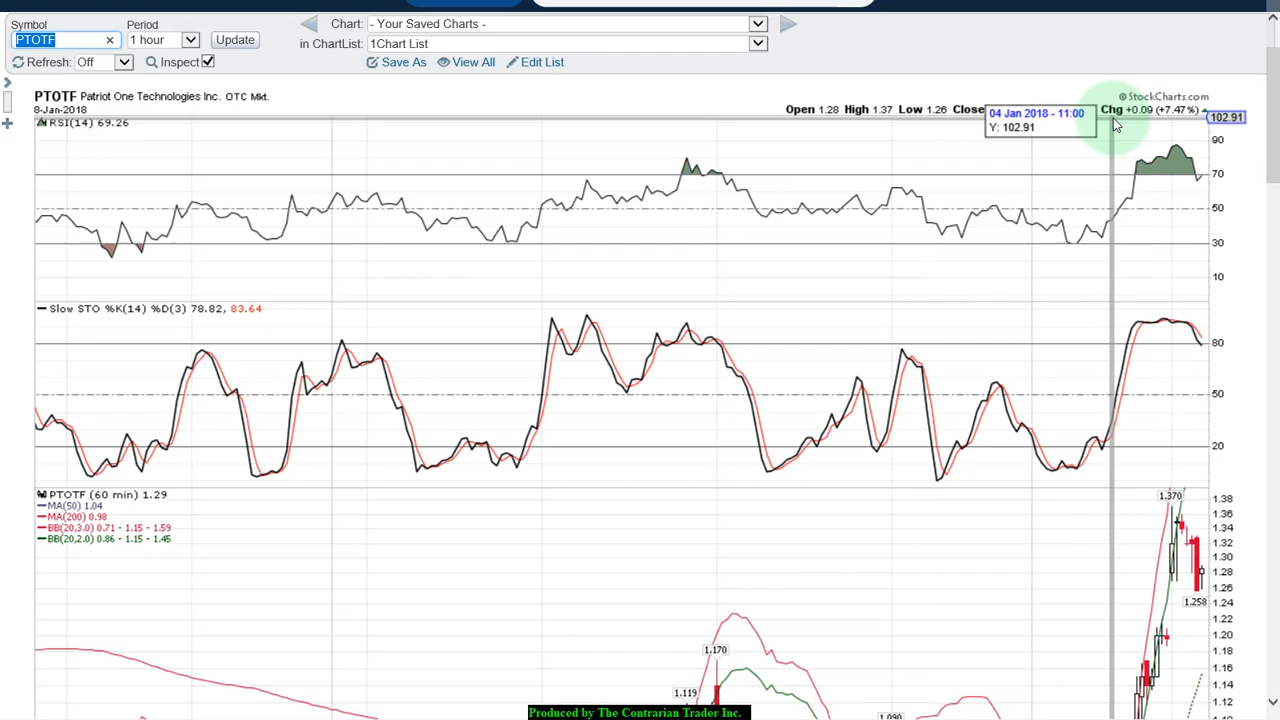 Symbol
Period
Chart:
- Your Saved Charts -
PTOTF
×
1 hour
Update
in ChartList:
1Chart List
Refresh:
Off
Inspect
Save As
View All
Edit List
PTOTF Patriot One Technologies Inc. OTC Mkt.
©StockCharts.com
8-Jan-2018
Open 1.28 High 1.37 Low 1.26 Close
Chg +0.09 (+7.47%)
04 Jan 2018 - 11:00
Y: 102.91
102.91
RSI(14) 69.26
90
70
50
30
10
Slow STO %K(14) %D(3) 78.82, 83.64
80
50
20
PTOTF (60 min) 1.29
MA(50) 1.04
MA(200) 0.98
BB(20,3.0) 0.71 - 1.15 - 1.59
BB(20,2.0) 0.86 - 1.15 - 1.45
1.370
1.258
1.170
1.119
1.090
1.38
1.36
1.34
1.32
1.30
1.28
1.26
1.24
1.22
1.20
1.18
1.16
1.14
1.12
Produced by The Contrarian Trader Inc.